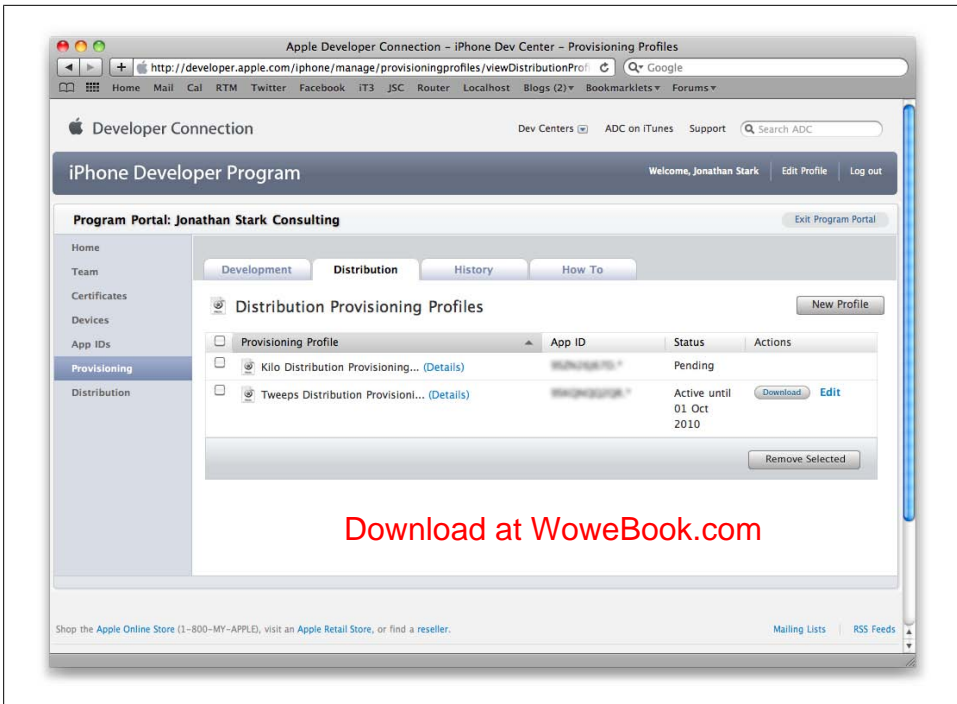 Apple Developer Connection – iPhone Dev Center – Provisioning Profiles
http://developer.apple.com/iphone/manage/provisioningprofiles/viewDistributionProfi
Google
Home Mail Cal RTM Twitter Facebook iT3 JSC Router Localhost Blogs (2) Bookmarklets Forums
Developer Connection
Dev Centers ADC on iTunes Support Search ADC
iPhone Developer Program
Welcome, Jonathan Stark Edit Profile Log out
Program Portal: Jonathan Stark Consulting
Exit Program Portal
Home
Team
Certificates
Devices
App IDs
Provisioning
Distribution
Development Distribution History How To
Distribution Provisioning Profiles
New Profile
Provisioning Profile App ID Status Actions
Kilo Distribution Provisioning... (Details) Pending
Tweeps Distribution Provisioni... (Details) Active until 
01 Oct
2010
Download Edit
Remove Selected
Download at WoweBook.com
Shop the Apple Online Store (1-800-MY-APPLE), visit an Apple Retail Store, or find a reseller.
Mailing Lists RSS Feeds